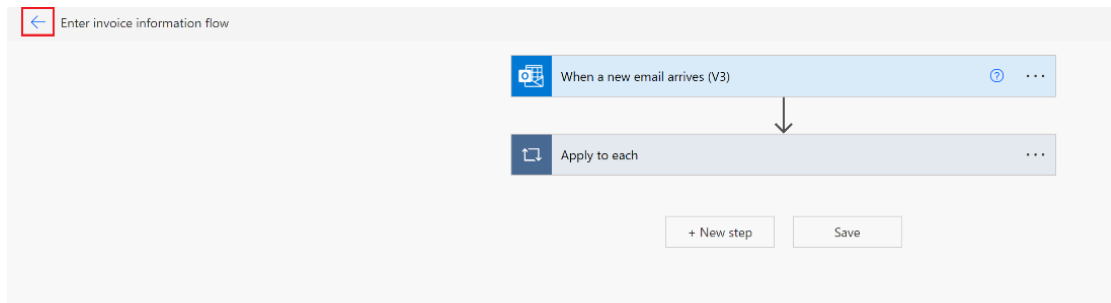 Enter invoice information flow
When a new email arrives (V3)
Apply to each
+ New step
Save